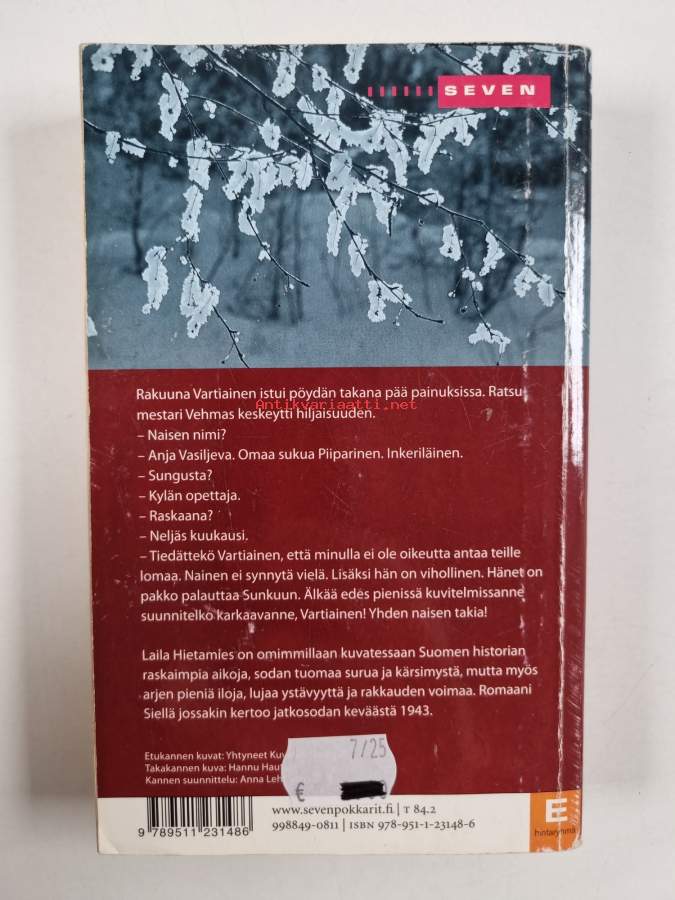 SEVEN
Rakuuna Vartiainen istui pöydän takana pää painuksissa. Ratsu
mestari Vehmas keskeytti hiljaisuuden.
Antikvariaatti.net
– Naisen nimi?
– Anja Vasiljeva. Omaa sukua Piiparinen. Inkeriläinen.
– Sungusta?
– Kylän opettaja.
– Raskaana?
– Neljäs kuukausi.
– Tiedättekö Vartiainen, että minulla ei ole oikeutta antaa teille
lomaa. Nainen ei synnytä vielä. Lisäksi hän on vihollinen. Hänet on
pakko palauttaa Sunkuun. Älkää edes pienissä kuvitelmissanne
suunnitelko karkaavanne, Vartiainen! Yhden naisen takia!
Laila Hietamies on omimmillaan kuvatessaan Suomen historian
raskaimpia aikoja, sodan tuomaa surua ja kärsimystä, mutta myös
arjen pieniä iloja, lujaa ystävyyttä ja rakkauden voimaa. Romaani
Siellä jossakin kertoo jatkosodan keväästä 1943.
Etukannen kuvat: Yhtyneet
Takakannen kuva: Hannu
Kannen suunnittelu: Anna
7/25
€
www.sevenpokkarit.fi | T 84.2
998849-0811 | ISBN 978-951-1-23148-6
9 789511 231486
E
hintaryhmä